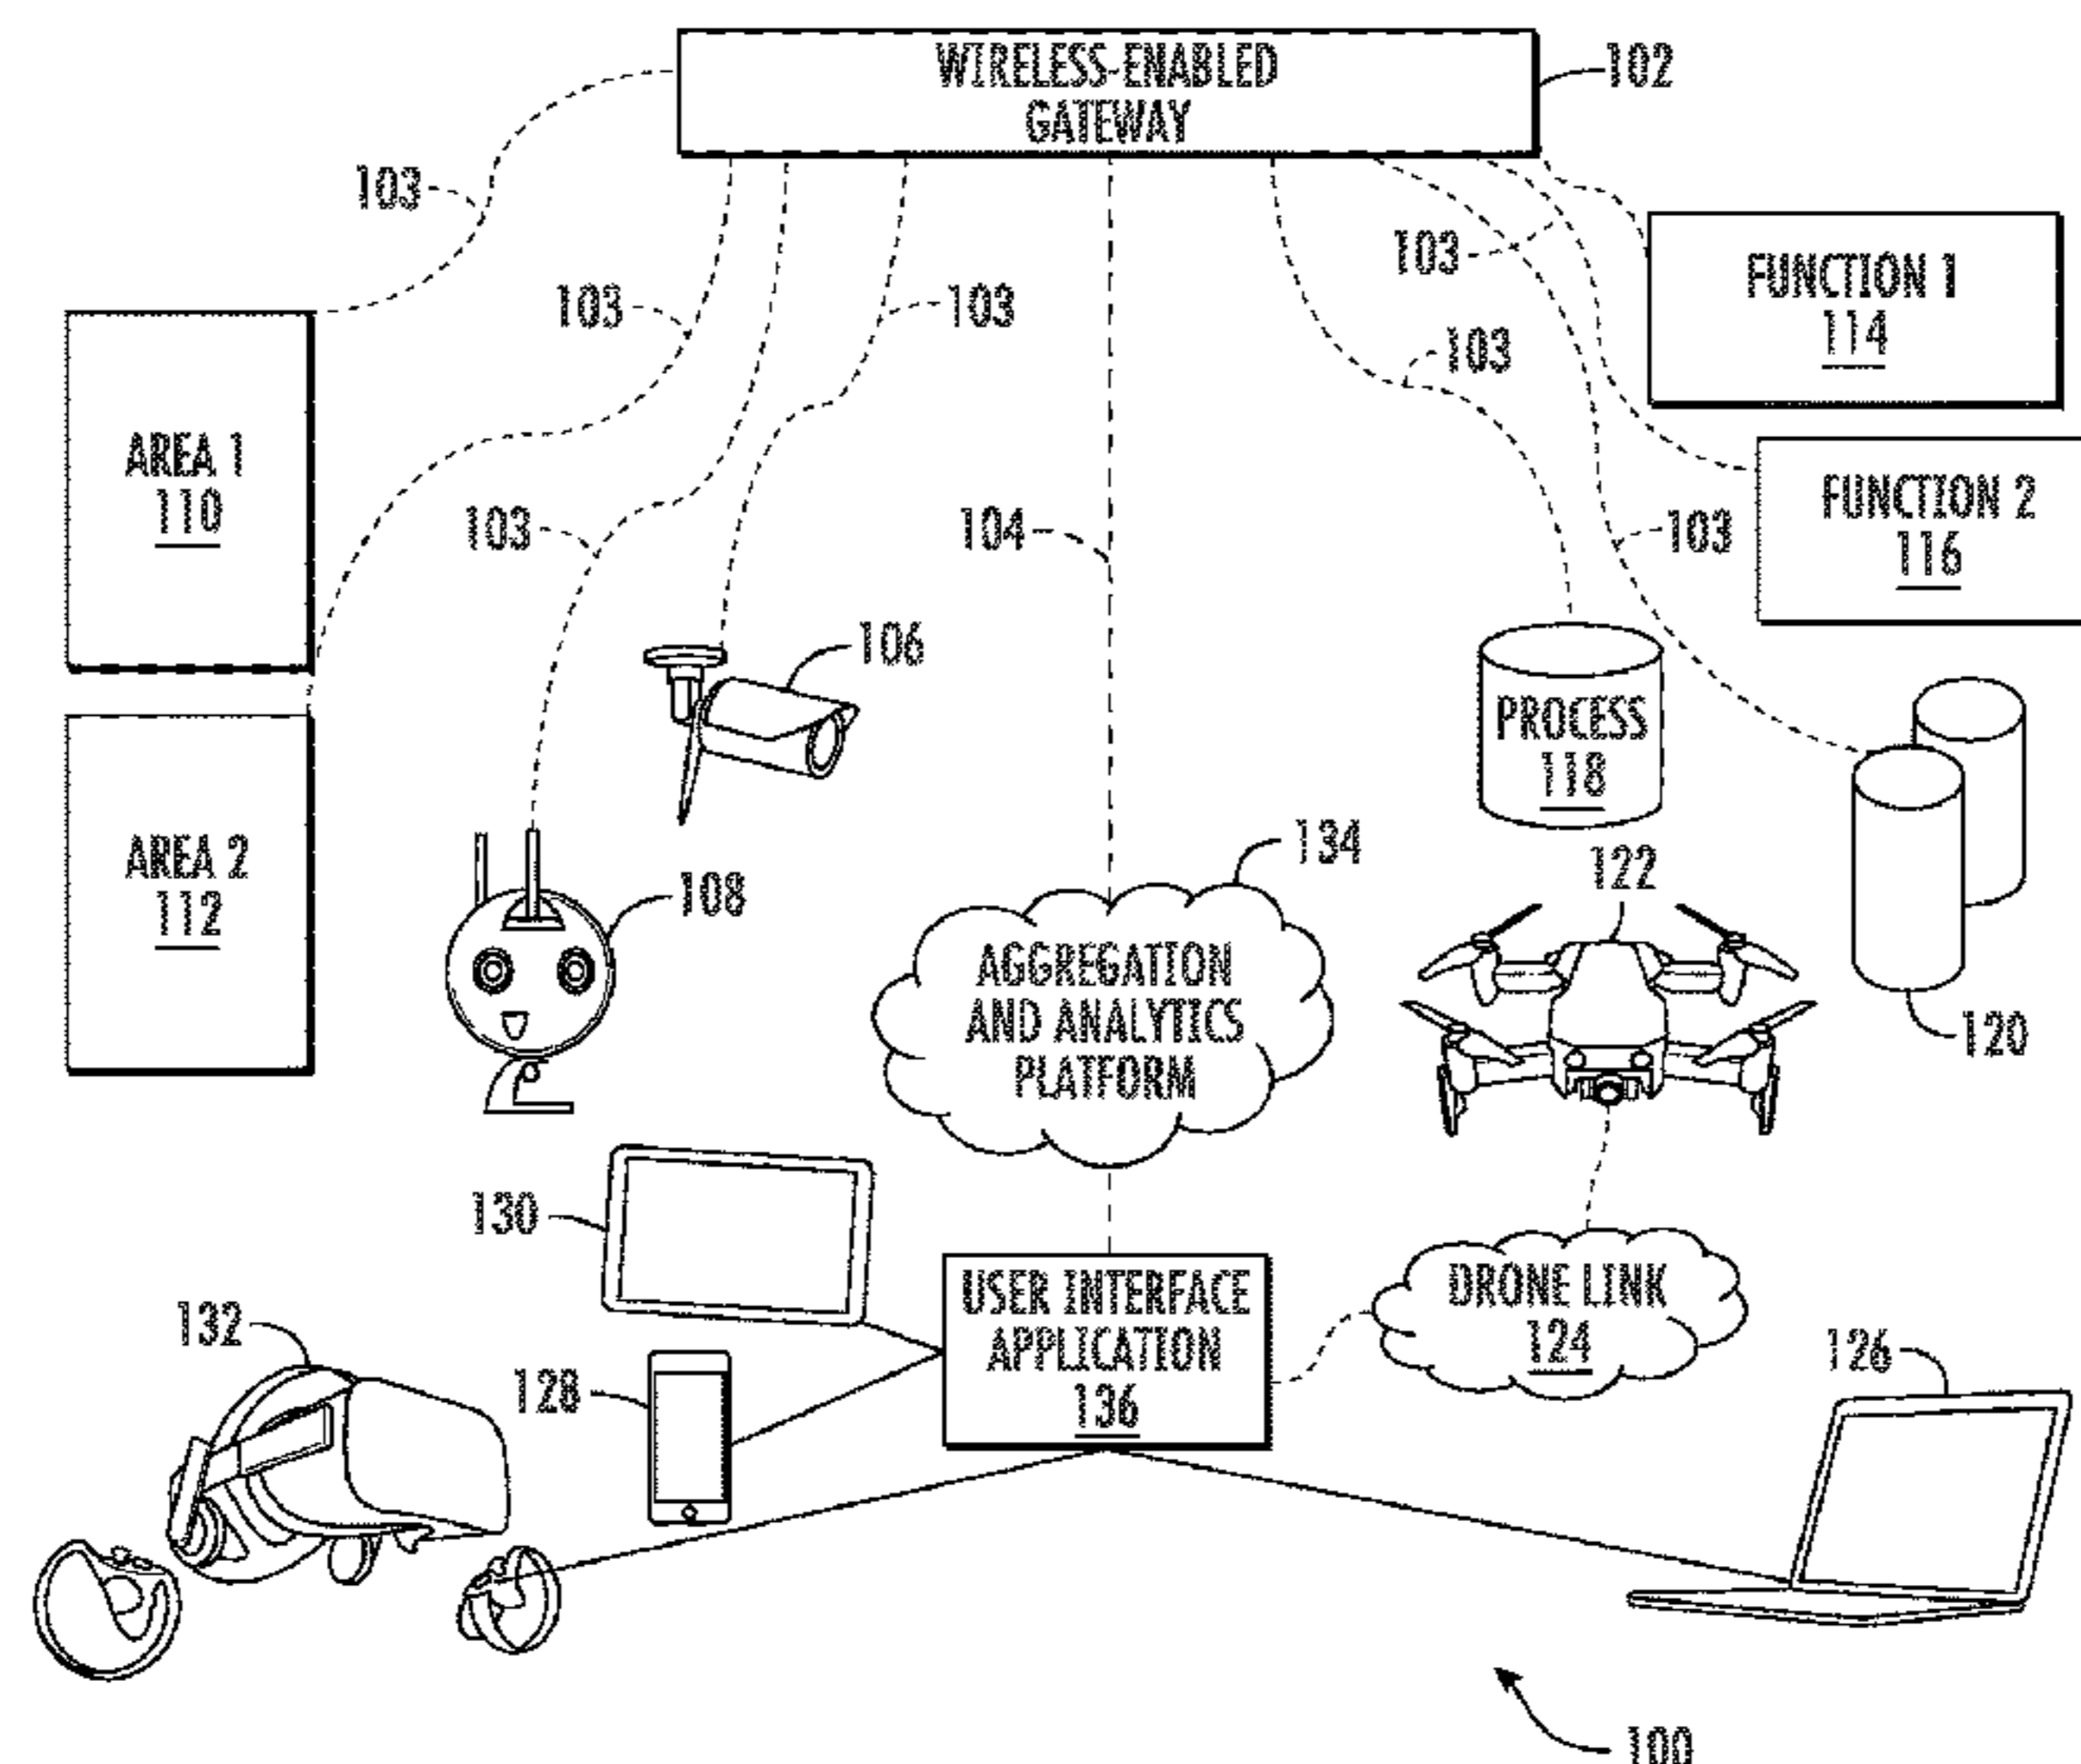 WIRELESS-ENABLED
GATEWAY
102
103
103
103
103
103
FUNCTION 1
114
103
AREA 1
110
103
104
103
FUNCTION 2
116
106
PROCESS
118
AREA 2
112
108
134
122
AGGREGATION
AND ANALYTICS
PLATFORM
120
130
USER INTERFACE
APPLICATION
136
DRONE LINK
124
132
128
126
100